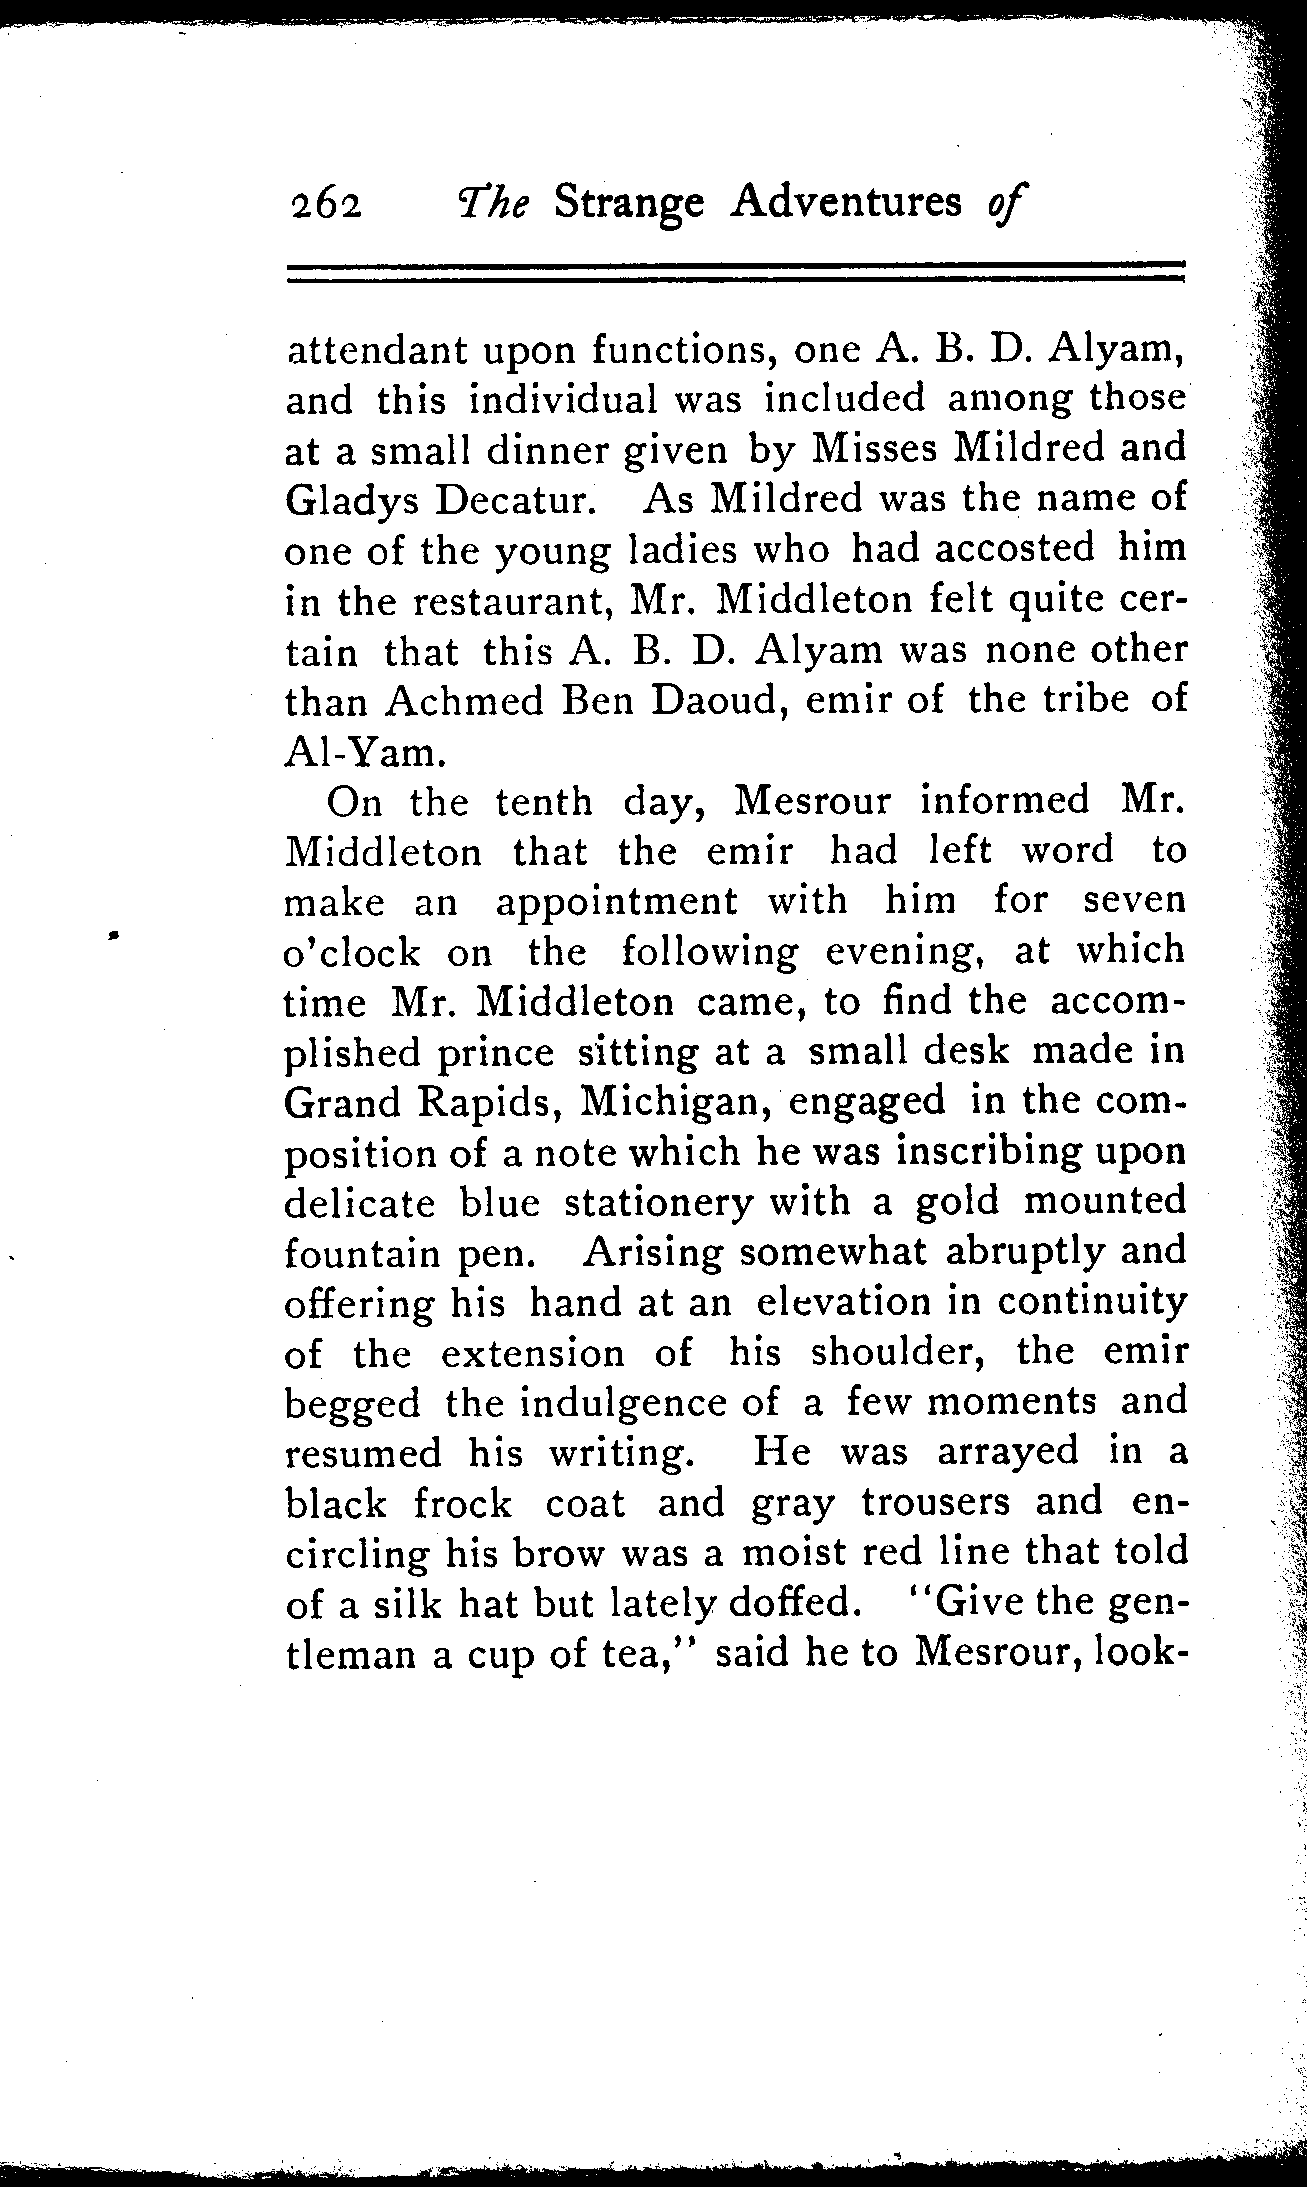 262 The Strange Adventures of
attendant upon functions, one A. B. D. Alyam,
and this individual was included among those
at a small dinner given by Misses Mildred and
Gladys Decatur. As Mildred was the name of
one of the young ladies who had accosted him
in the restaurant, Mr. Middleton felt quite cer-
tain that this A. B. D. Alyam was none other
than Achmed Ben Daoud, emir of the tribe of
Al-Yam.
On the tenth day, Mesrour informed Mr.
Middleton that the emir had left word to
make an appointment with him for seven
o'clock on the following evening, at which
time Mr. Middleton came, to find the accom-
plished prince sitting at a small desk made in
Grand Rapids, Michigan, engaged in the com-
position of a note which he was inscribing upon
delicate blue stationery with a gold mounted
fountain pen. Arising somewhat abruptly and
offering his hand at an elevation in continuity
of the extension of his shoulder, the emir
begged the indulgence of a few moments and
resumed his writing. He was arrayed in a
black frock coat and gray trousers and en-
circling his brow was a moist red line that told
of a silk hat but lately doffed. "Give the gen-
tleman a cup of tea," said he to Mesrour, look-